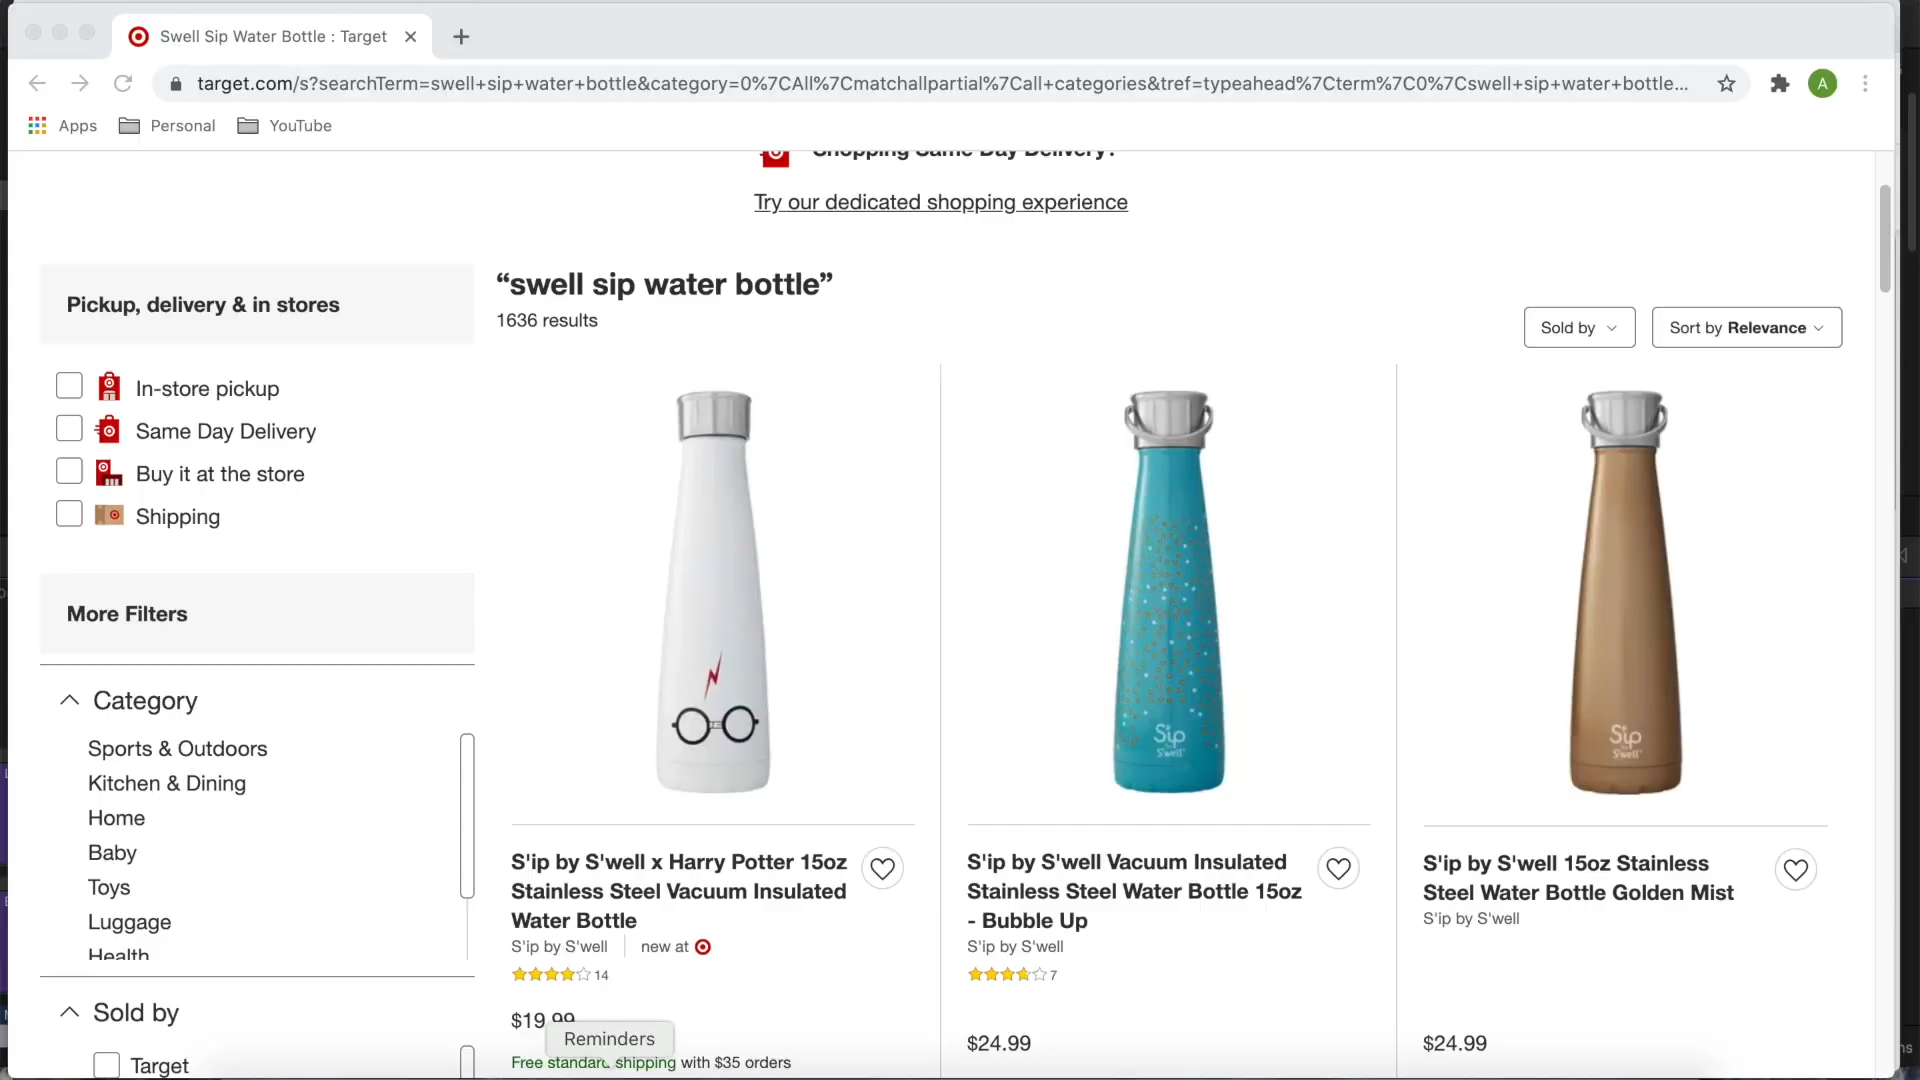 Swell Sip Water Bottle : Target
target.com/s?searchTerm=swell+sip+water+bottle&category=0%7CAll%7Cmatchallpartial%7Call+categories&tref=typeahead%7Cterm%7C0%7Cswell+sip+water+bottle...
A
Apps
Personal
YouTube
Shopping Same Day Delivery?
Try our dedicated shopping experience
Pickup, delivery & in stores
In-store pickup
Same Day Delivery
Buy it at the store
Shipping
More Filters
Category
Sports & Outdoors
Kitchen & Dining
Home
Baby
Toys
Luggage
Health
Sold by
Target
“swell sip water bottle”
1636 results
Sold by
Sort by Relevance
Sip
S'well
Sip
S'well
S'ip by S'well x Harry Potter 15oz
Stainless Steel Vacuum Insulated
Water Bottle
S'ip by S'well
new at
14
$19.99
Reminders
Free standard shipping with $35 orders
S'ip by S'well Vacuum Insulated
Stainless Steel Water Bottle 15oz
- Bubble Up
S'ip by S'well
7
$24.99
S'ip by S'well 15oz Stainless
Steel Water Bottle Golden Mist
S'ip by S'well
$24.99